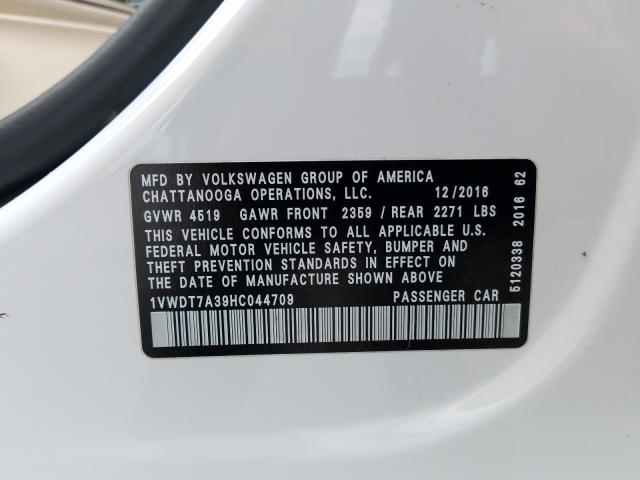 MFD BY VOLKSWAGEN GROUP OF AMERICA
CHATTANOOGA OPERATIONS, LLC. 12/2016
GVWR 4519 GAWR FRONT 2359 / REAR 2271 LBS
THIS VEHICLE CONFORMS TO ALL APPLICABLE U.S.
FEDERAL MOTOR VEHICLE SAFETY, BUMPER AND
THEFT PREVENTION STANDARDS IN EFFECT ON
THE DATE OF MANUFACTURE SHOWN ABOVE.
1VWDT7A39HC044709 PASSENGER CAR
5120338 2016 62